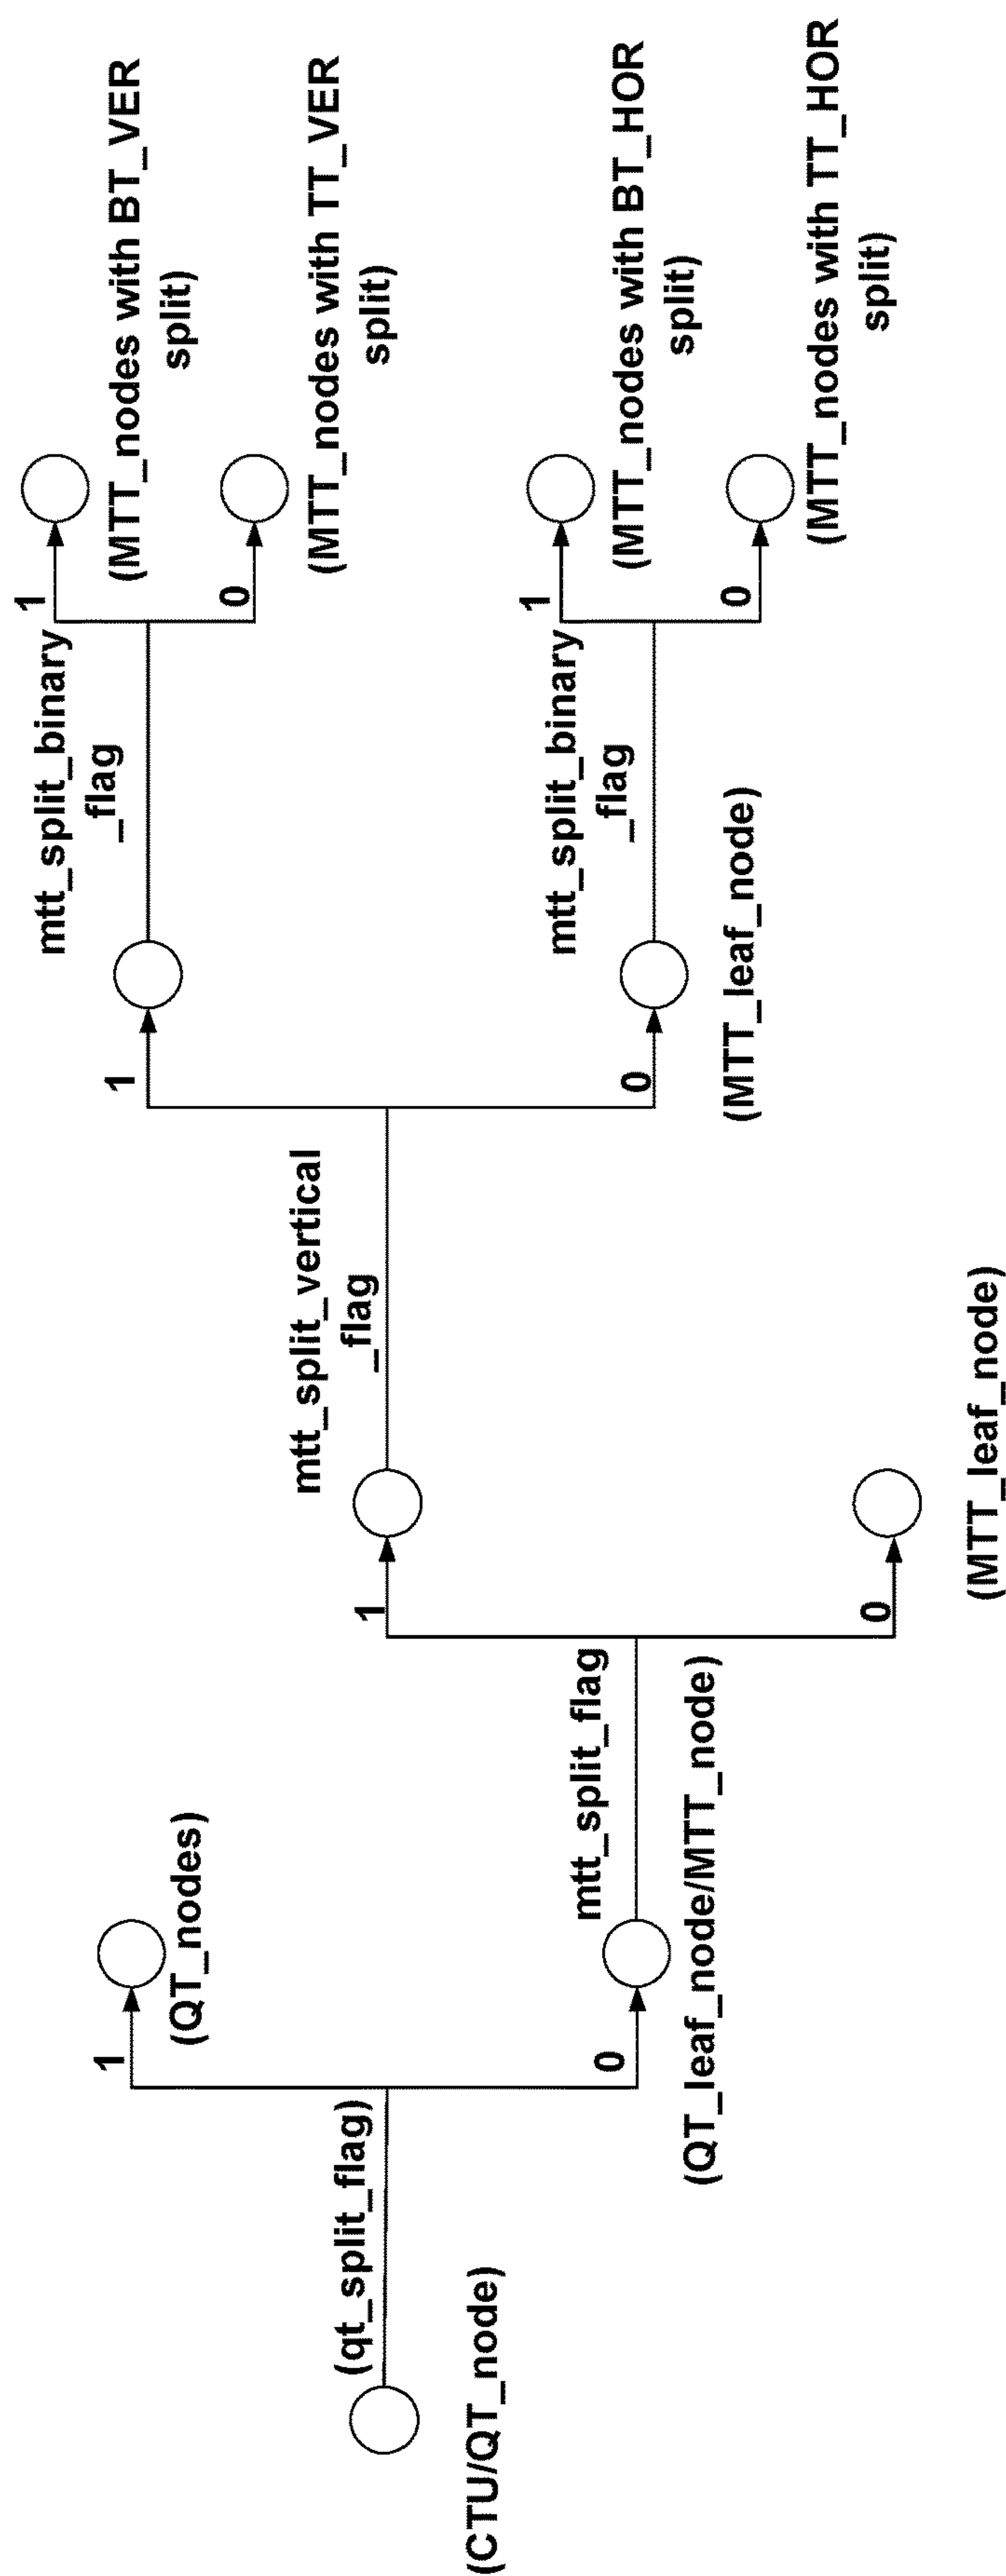 (CTU/QT_node)
(qt_split_flag)
1
(QT_nodes)
0
(QT_leaf_node/MTT_node)
mtt_split_flag
1
0
(MTT_leaf_node)
mtt_split_vertical
_flag
1
0
(MTT_leaf_node)
mtt_split_binary
_flag
1
(MTT_nodes with BT_VER
split)
0
(MTT_nodes with TT_VER
split)
mtt_split_binary
_flag
1
(MTT_nodes with BT_HOR
split)
0
(MTT_nodes with TT_HOR
split)